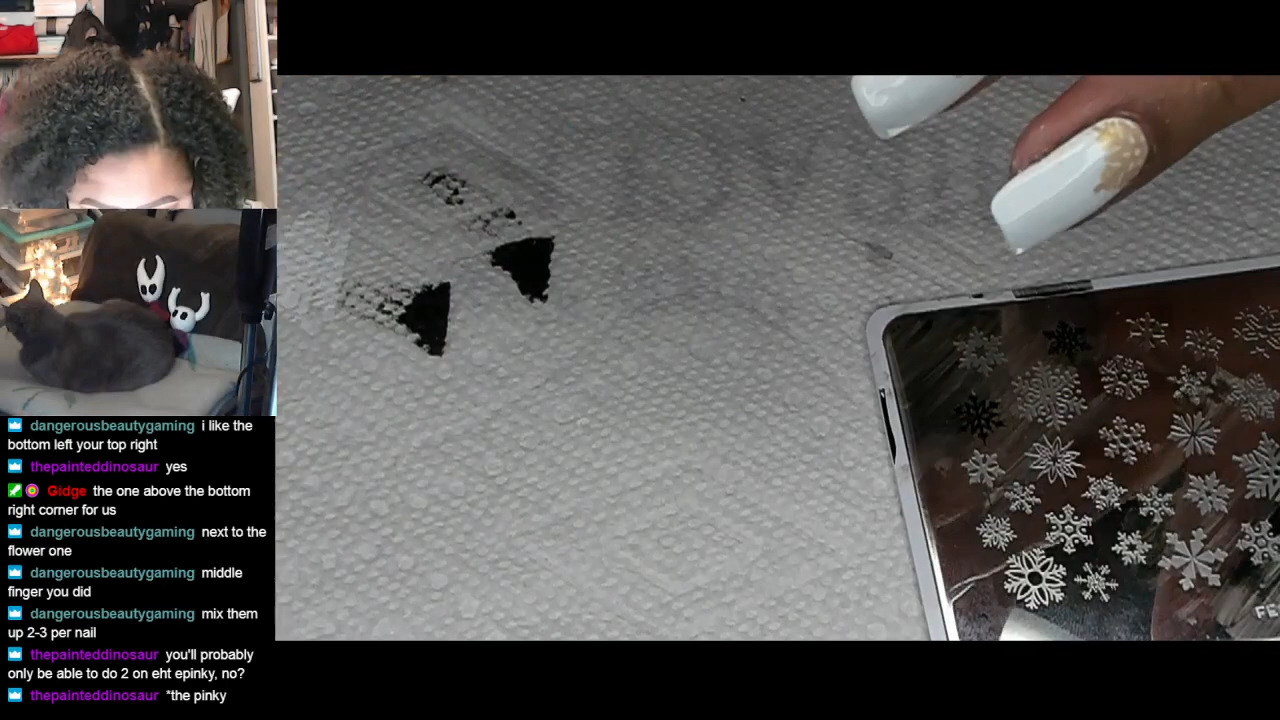 dangerousbeautygaming i like the
bottom left your top right
thepainteddinosaur yes
Gidge the one above the bottom
right corner for us
dangerousbeautygaming next to the
flower one
dangerousbeautygaming middle
finger you did
dangerousbeautygaming mix them
up 2-3 per nail
thepainteddinosaur you'll probably
only be able to do 2 on eht epinky, no?
thepainteddinosaur *the pinky